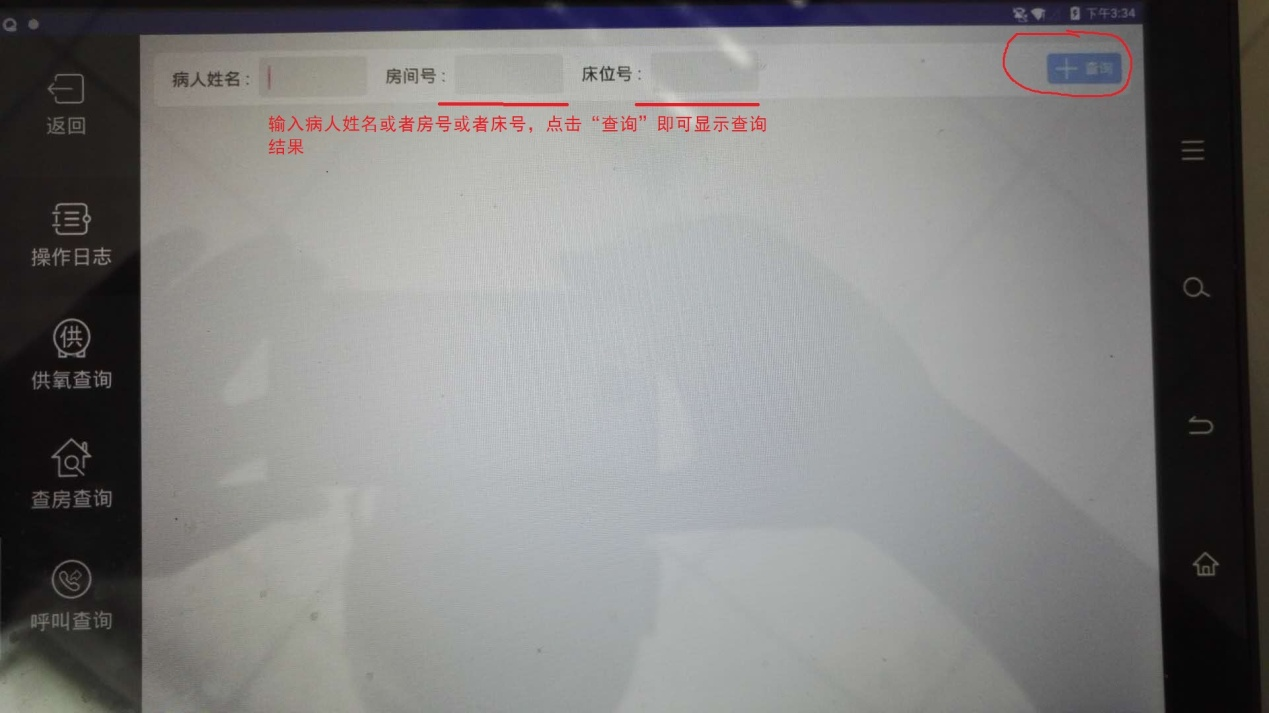 下午3:34
病人姓名：
房间号：
床位号：
查询
输入病人姓名或者房号或者床号，点击“查询”即可显示查询
结果
返回
操作日志
供
供氧查询
查房查询
呼叫查询